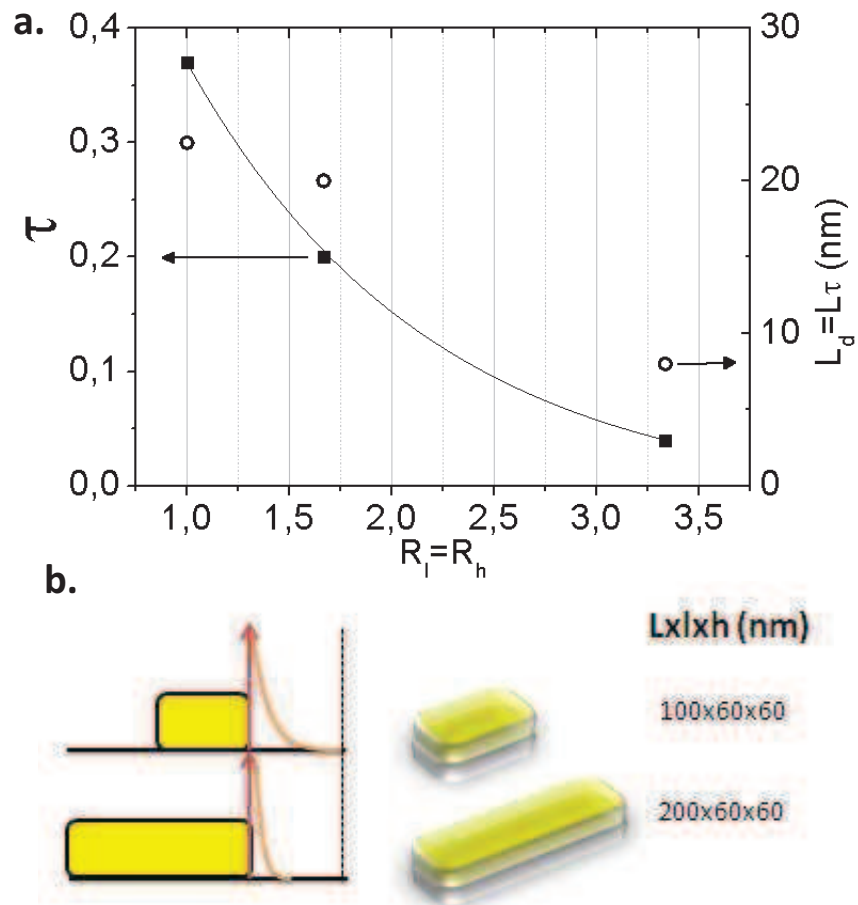 a.
0,4
0,3
0,2
0,1
0,0
τ
30
20
10
0
L_d=Lτ (nm)
1,0 1,5 2,0 2,5 3,0 3,5
R_l=R_h
b.
Lxlxh (nm)
100x60x60
200x60x60